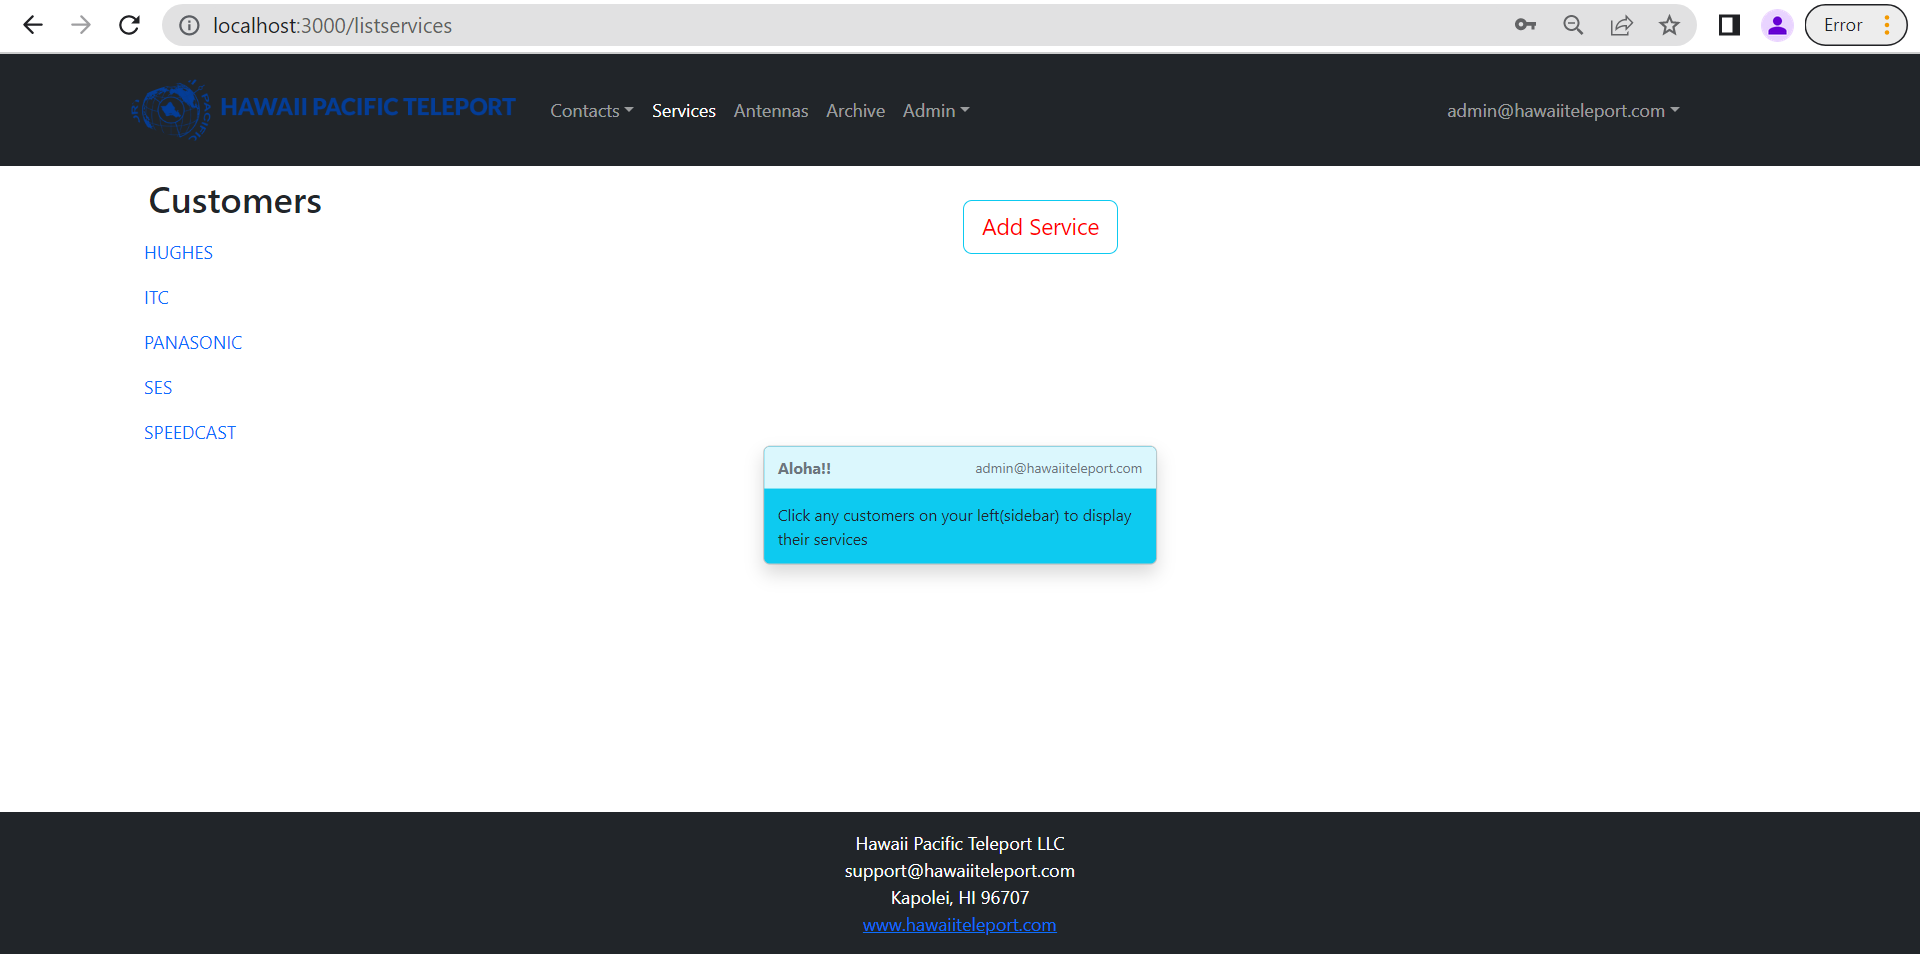 localhost:3000/listservices
Error
HAWAII PACIFIC TELEPORT
Contacts
Services
Antennas
Archive
Admin
admin@hawaiiteleport.com
Customers
Add Service
HUGHES
ITC
PANASONIC
SES
SPEEDCAST
Aloha!!
admin@hawaiiteleport.com
Click any customers on your left(sidebar) to display
their services
Hawaii Pacific Teleport LLC
support@hawaiiteleport.com
Kapolei, HI 96707
www.hawaiiteleport.com